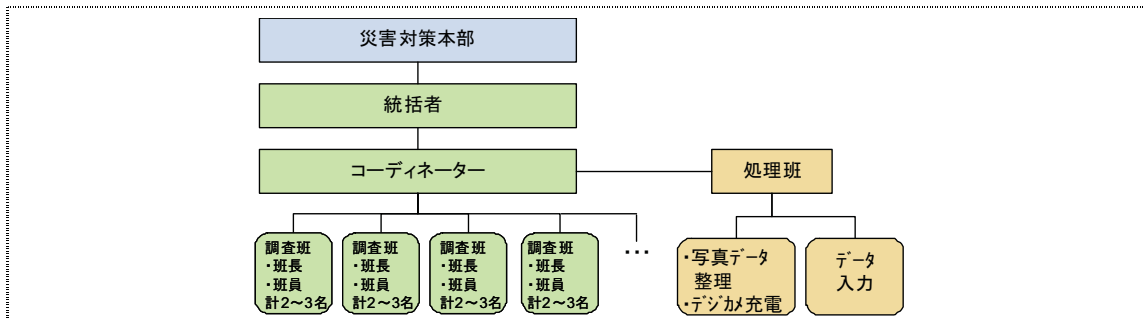 災害対策本部
統括者
コーディネーター
処理班
調査班
・班長
・班員
計2～3名
調査班
・班長
・班員
計2～3名
調査班
・班長
・班員
計2～3名
調査班
・班長
・班員
計2～3名
…
・写真ﾃﾞｰﾀ
整理
・ﾃﾞｼﾞｶﾒ充電
ﾃﾞｰﾀ
入力